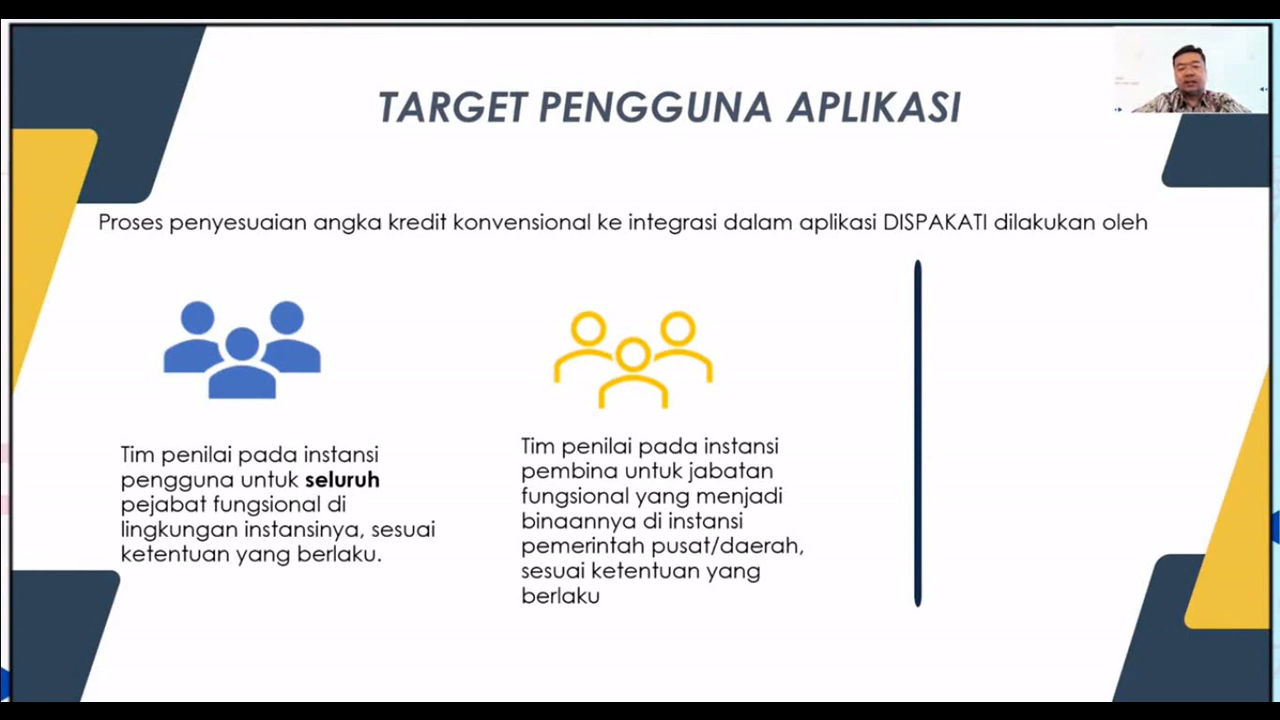 TARGET PENGGUNA APLIKASI
Proses penyesuaian angka kredit konvensional ke integrasi dalam aplikasi DISPAKATI dilakukan oleh
Tim penilai pada instansi
pengguna untuk seluruh
pejabat fungsional di
lingkungan instansinya, sesuai
ketentuan yang berlaku.
Tim penilai pada instansi
pembina untuk jabatan
fungsional yang menjadi
binaannya di instansi
pemerintah pusat/daerah,
sesuai ketentuan yang
berlaku